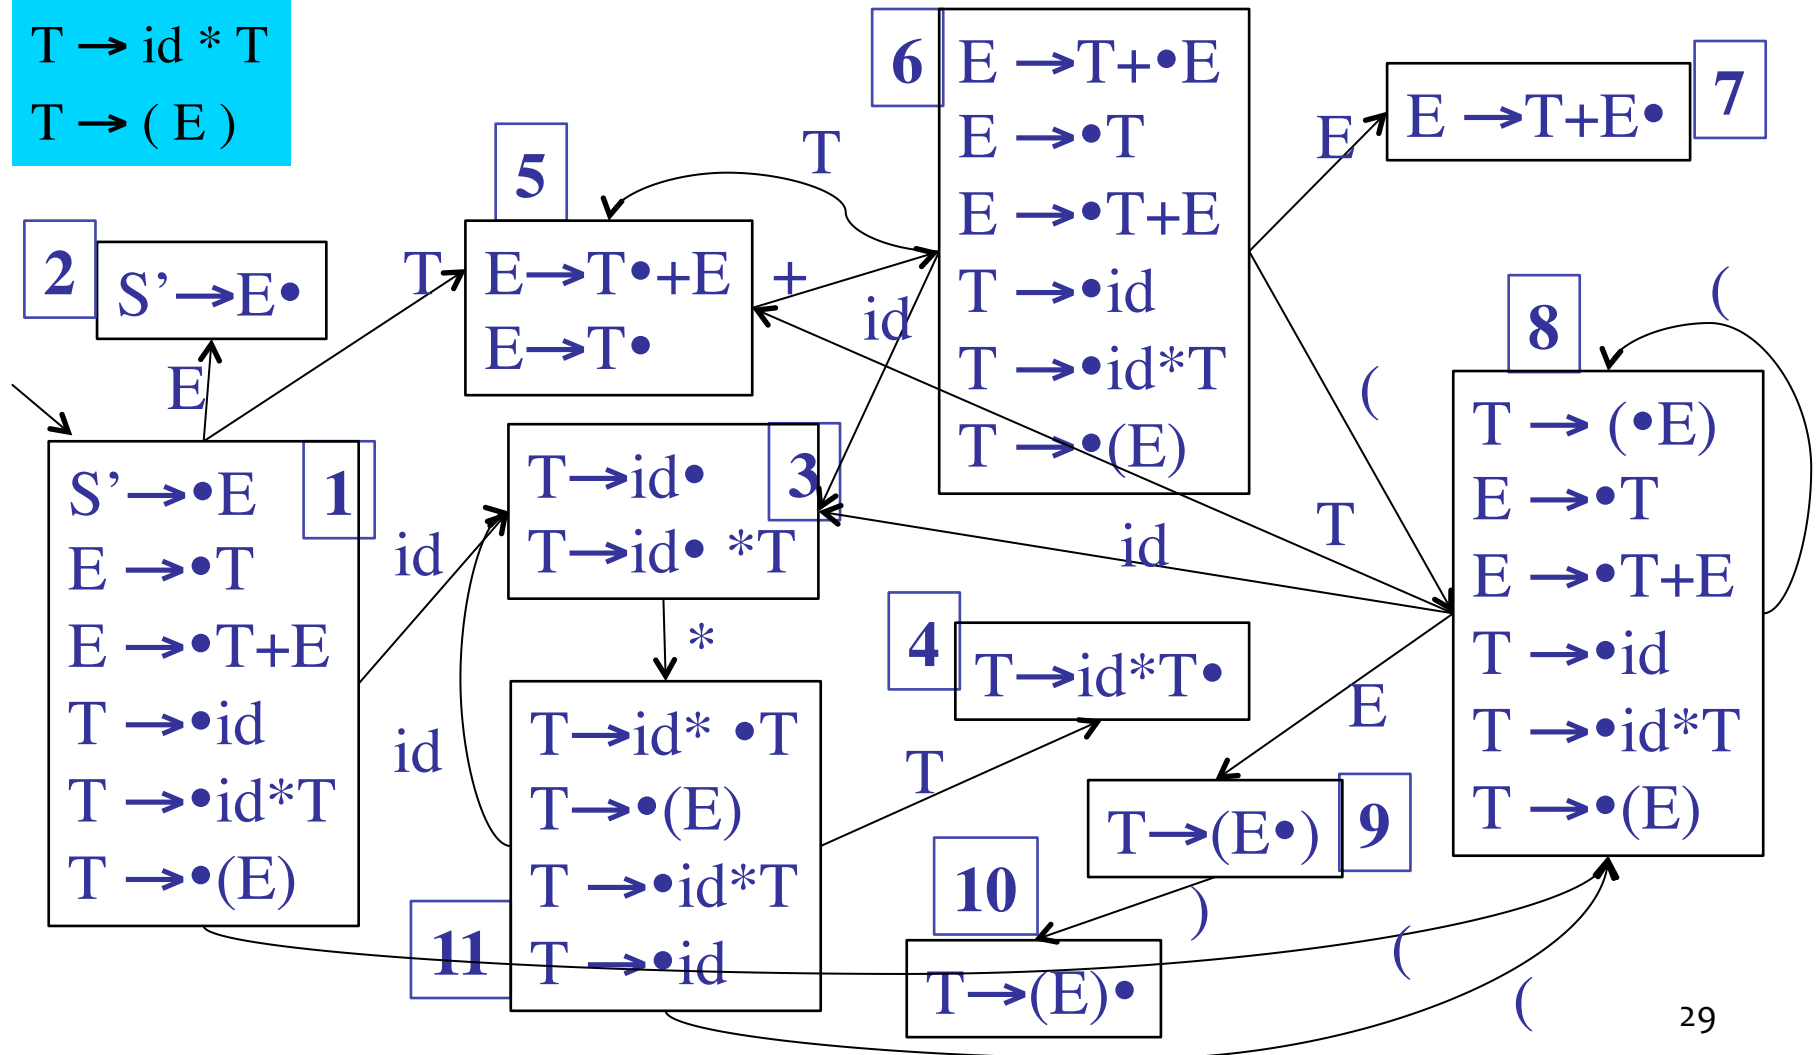 T → id * T
T → ( E )
2
S’→E•
E
1
S’→•E
E →•T
E →•T+E
T →•id
T →•id*T
T →•(E)
T
5
E→T•+E
E→T•
T
+
6
E →T+•E
E →•T
E →•T+E
T →•id
T →•id*T
T →•(E)
E
7
E →T+E•
id
id
3
T→id•
T→id• *T
*
id
11
T→id* •T
T→•(E)
T →•id*T
T →•id
T
4
T→id*T•
id
T
(
8
T → (•E)
E →•T
E →•T+E
T →•id
T →•id*T
T →•(E)
(
E
9
T→(E•)
)
10
T→(E)•
(
(
29